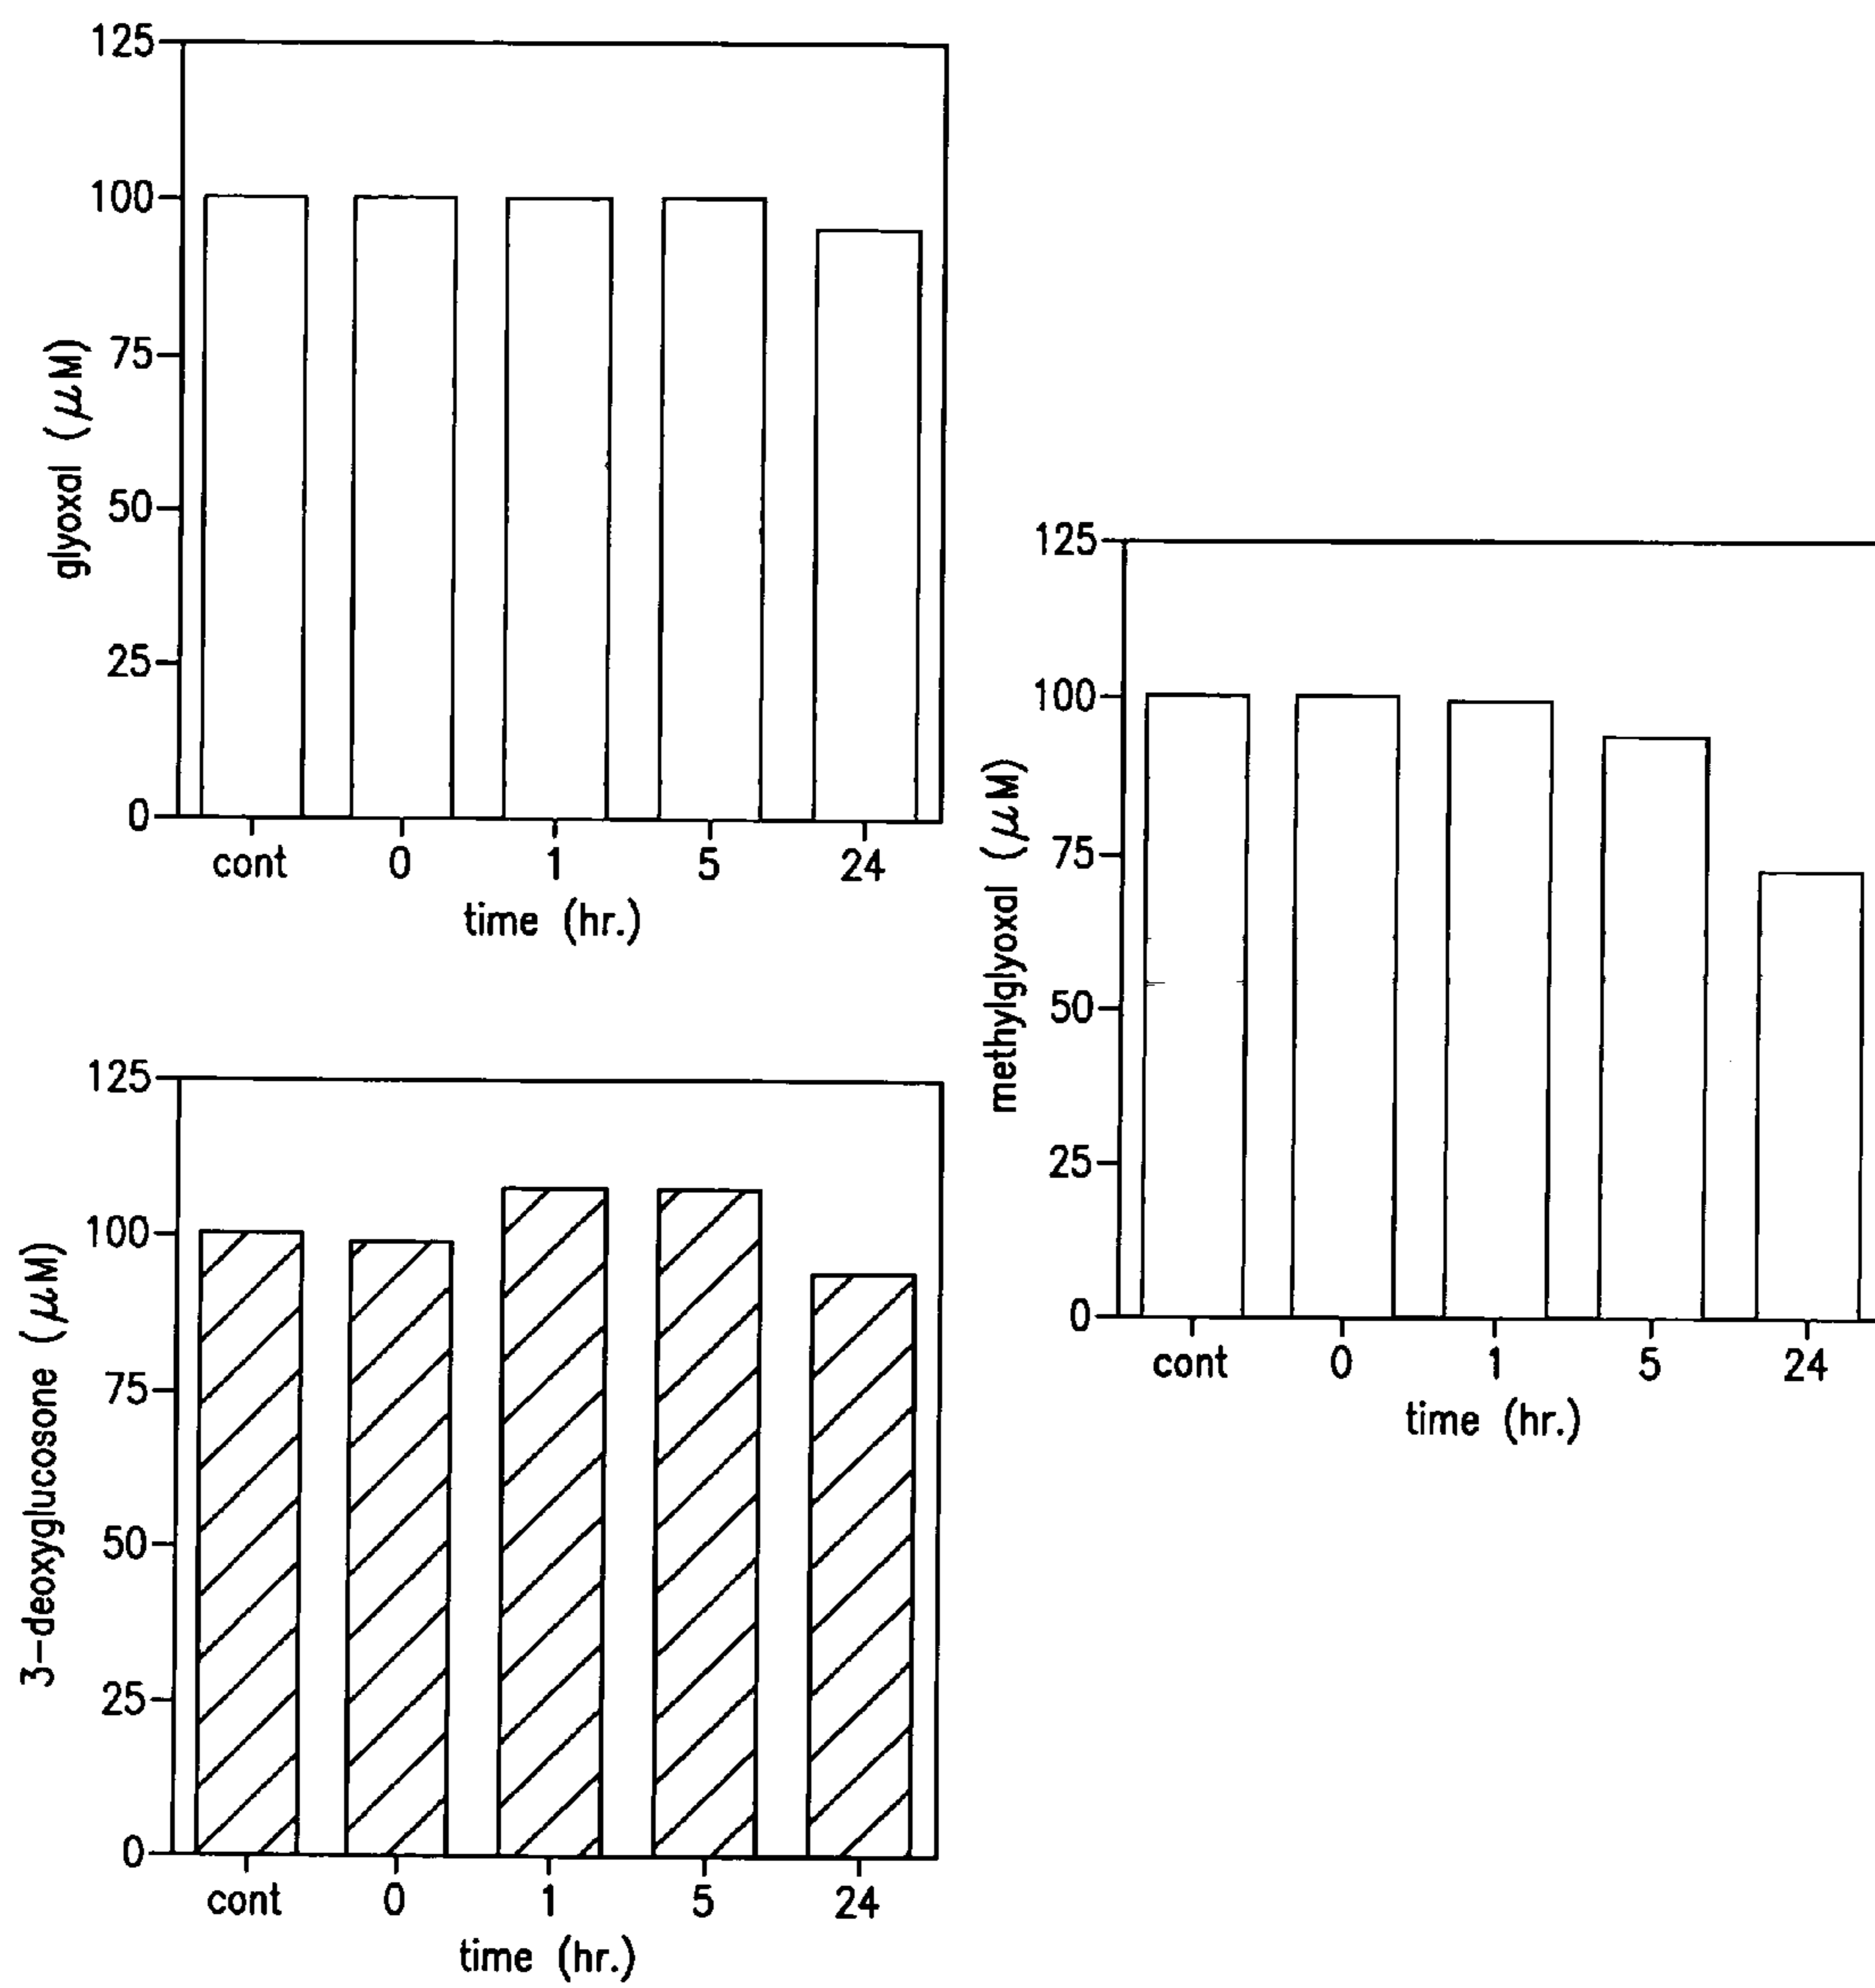 125
100
75
50
25
0
glyoxal (μM)
cont 0 1 5 24
time (hr.)
125
100
75
50
25
0
methylglyoxal (μM)
cont 0 1 5 24
time (hr.)
125
100
75
50
25
0
3-deoxyglucosone (μM)
cont 0 1 5 24
time (hr.)